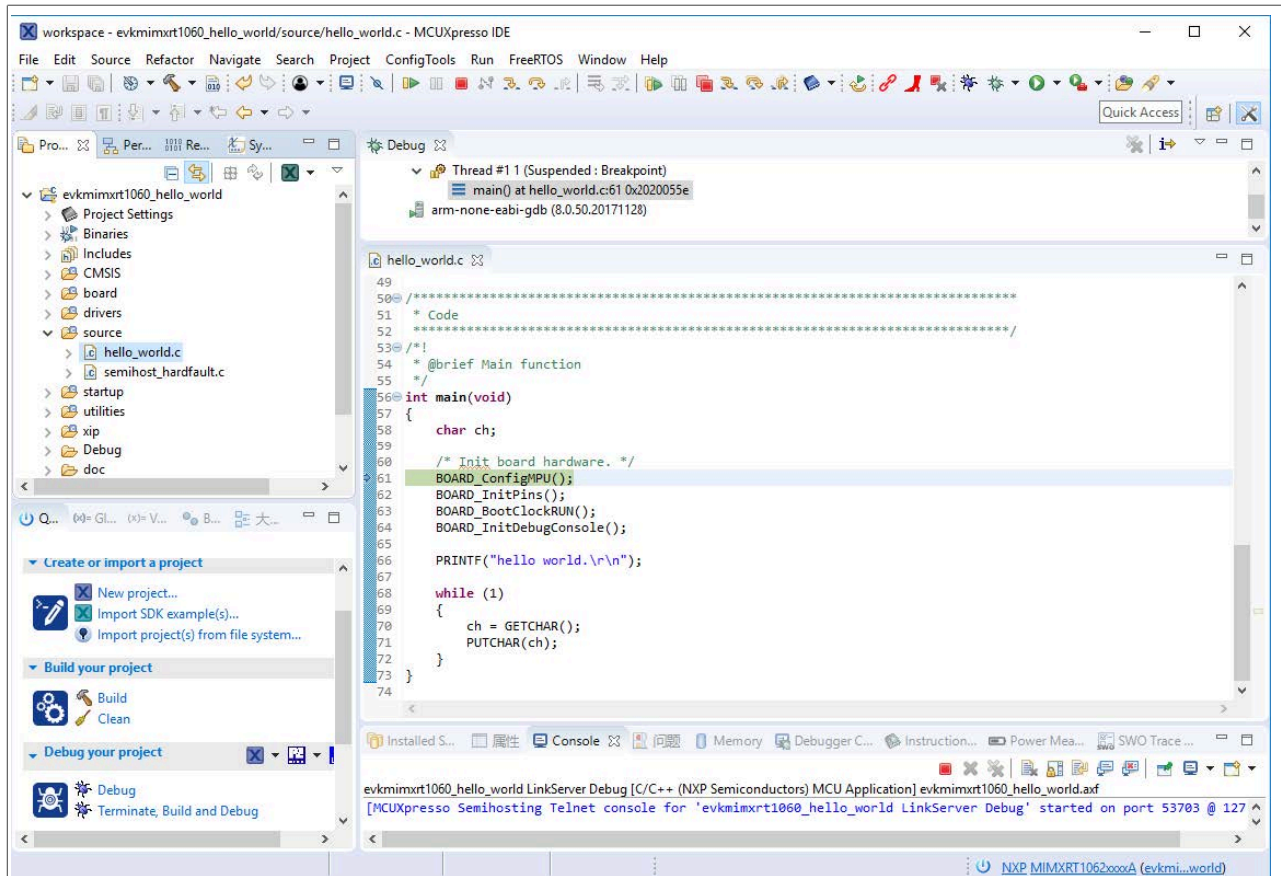 workspace - evkmimxrt1060_hello_world/source/hello_world.c - MCUXpresso IDE
File Edit Source Refactor Navigate Search Project ConfigTools Run FreeRTOS Window Help
Quick Access
Pro... Per... Re... Sy...
evkmimxrt1060_hello_world
Project Settings
Binaries
Includes
CMSIS
board
drivers
source
hello_world.c
semihost_hardfault.c
startup
utilities
xip
Debug
doc
Q... (x)= Gl... (x)= V... B... 大...
Create or import a project
New project...
Import SDK example(s)...
Import project(s) from file system...
Build your project
Build
Clean
Debug your project
Debug
Terminate, Build and Debug
Debug
Thread #1 1 (Suspended : Breakpoint)
main() at hello_world.c:61 0x2020055e
arm-none-eabi-gdb (8.0.50.20171128)
hello_world.c
49
50 /*******************************************************************************
51 * Code
52 ******************************************************************************/
53 /*!
54 * @brief Main function
55 */
56 int main(void)
57 {
58 char ch;
59
60 /* Init board hardware. */
61 BOARD_ConfigMPU();
62 BOARD_InitPins();
63 BOARD_BootClockRUN();
64 BOARD_InitDebugConsole();
65
66 PRINTF("hello world.\r\n");
67
68 while (1)
69 {
70 ch = GETCHAR();
71 PUTCHAR(ch);
72 }
73 }
74
Installed S... 属性 Console 问题 Memory Debugger C... Instruction... Power Mea... SWO Trace ...
evkmimxrt1060_hello_world LinkServer Debug [C/C++ (NXP Semiconductors) MCU Application] evkmimxrt1060_hello_world.axf
[MCUXpresso Semihosting Telnet console for 'evkmimxrt1060_hello_world LinkServer Debug' started on port 53703 @ 127
NXP MIMXRT1062xxxxA (evkmi...world)